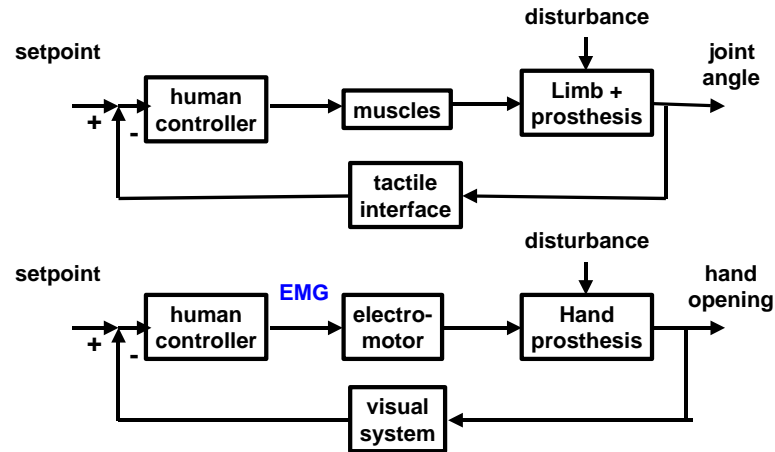 disturbance
setpoint
joint
angle
human
controller
muscles
Limb +
prosthesis
+
-
tactile
interface
disturbance
setpoint
EMG
hand
opening
human
controller
electro-
motor
Hand
prosthesis
+
-
visual
system